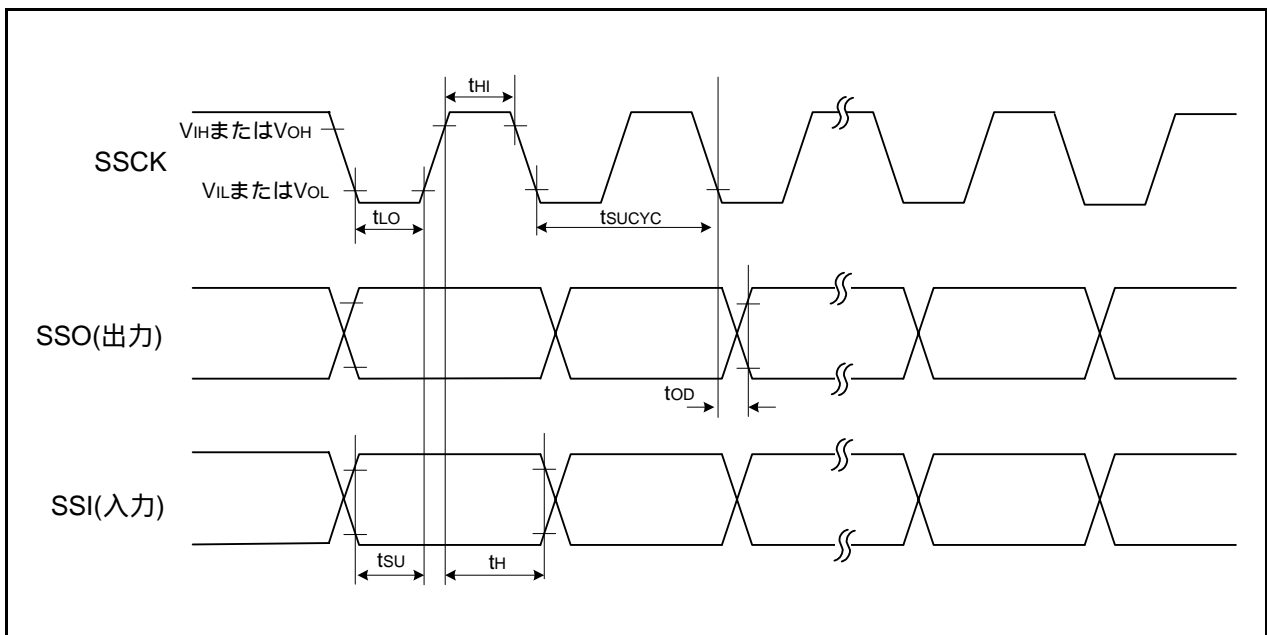 tHI
VIHまたはVOH
SSCK
VILまたはVOL
tLO
tSUCYC
SSO(出力)
tOD
SSI(入力)
tSU
tH